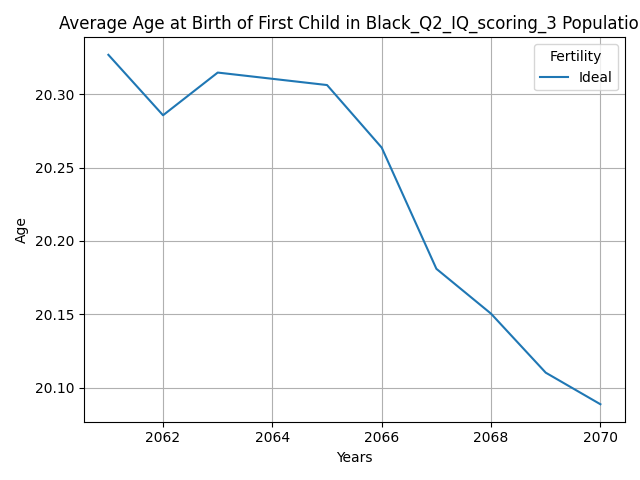 Average Age at Birth of First Child in Black_Q2_IQ_scoring_3 Populatio
Fertility
Ideal
20.30
20.25
20.20
20.15
20.10
Age
2062 2064 2066 2068 2070
Years